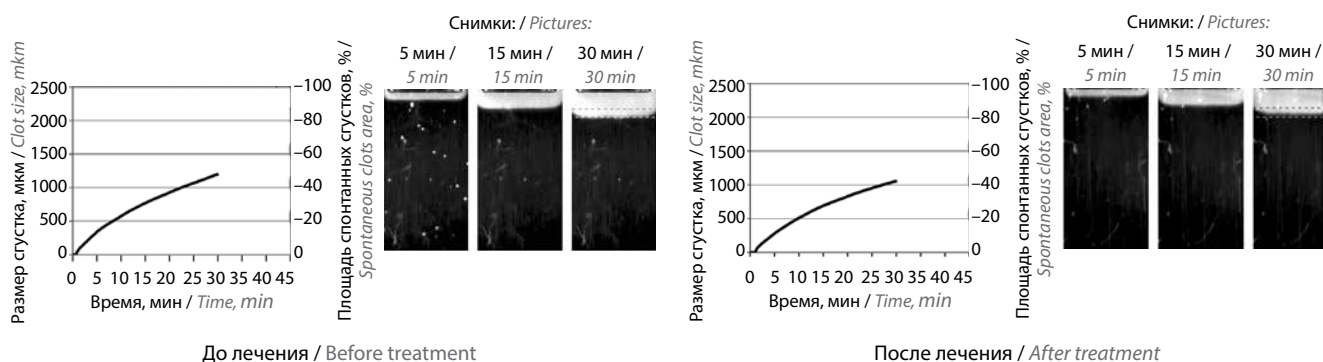 Снимки: / Pictures:
5 мин / 15 мин / 30 мин /
5 min 15 min 30 min
Размер сгустка, мкм / Clot size, mkm
2500
2000
1500
1000
500
0
0 5 10 15 20 25 30 35 40 45
Время, мин / Time, min
–100
–80
–60
–40
–20
0
Площадь спонтанных сгустков, % /
Spontaneous clots area, %
До лечения / Before treatment
Снимки: / Pictures:
5 мин / 15 мин / 30 мин /
5 min 15 min 30 min
Размер сгустка, мкм / Clot size, mkm
2500
2000
1500
1000
500
0
0 5 10 15 20 25 30 35 40 45
Время, мин / Time, min
–100
–80
–60
–40
–20
0
Площадь спонтанных сгустков, % /
Spontaneous clots area, %
После лечения / After treatment